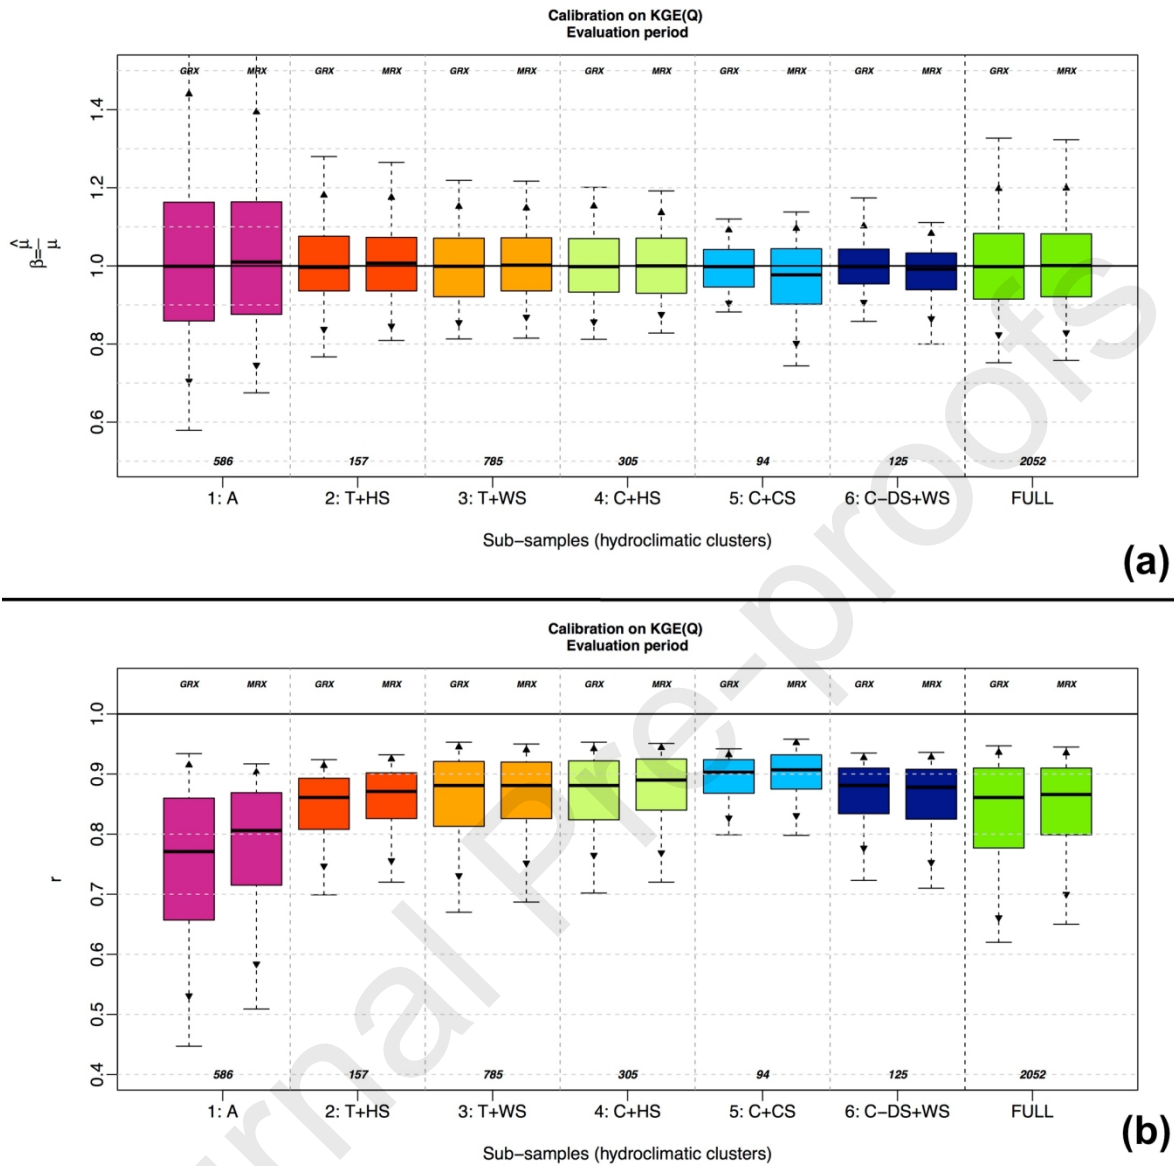 Calibration on KGE(Q)
Evaluation period
GRX MRX GRX MRX GRX MRX GRX MRX GRX MRX GRX MRX GRX MRX
β=μ̂/μ
1.4
1.2
1.0
0.8
0.6
586 157 785 305 94 125 2052
1: A 2: T+HS 3: T+WS 4: C+HS 5: C+CS 6: C−DS+WS FULL
Sub−samples (hydroclimatic clusters)
(a)
Calibration on KGE(Q)
Evaluation period
GRX MRX GRX MRX GRX MRX GRX MRX GRX MRX GRX MRX GRX MRX
r
1.0
0.9
0.8
0.7
0.6
0.5
0.4
586 157 785 305 94 125 2052
1: A 2: T+HS 3: T+WS 4: C+HS 5: C+CS 6: C−DS+WS FULL
Sub−samples (hydroclimatic clusters)
(b)
rnal Pre-proofs